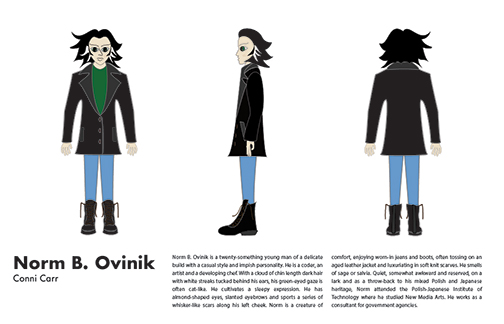 Norm B. Ovinik
Conni Carr
Norm B. Ovinik is a twenty-something young man of a delicate
build with a casual style and impish personality. He is a coder, an
artist and a developing chef. With a cloud of chin length dark hair
with white streaks tucked behind his ears, his green-eyed gaze is
often cat-like. He cultivates a sleepy expression. He has
almond-shaped eyes, slanted eyebrows and sports a series of
whisker-like scars along his left cheek. Norm is a creature of
comfort, enjoying worn-in jeans and boots, often tossing on an
aged leather jacket and luxuriating in soft knit scarves. He smells
of sage or salvia. Quiet, somewhat awkward and reserved, on a
lark and as a throw-back to his mixed Polish and Japanese
heritage, Norm attended the Polish-Japanese Institute of
Technology where he studied New Media Arts. He works as a
consultant for government agencies.